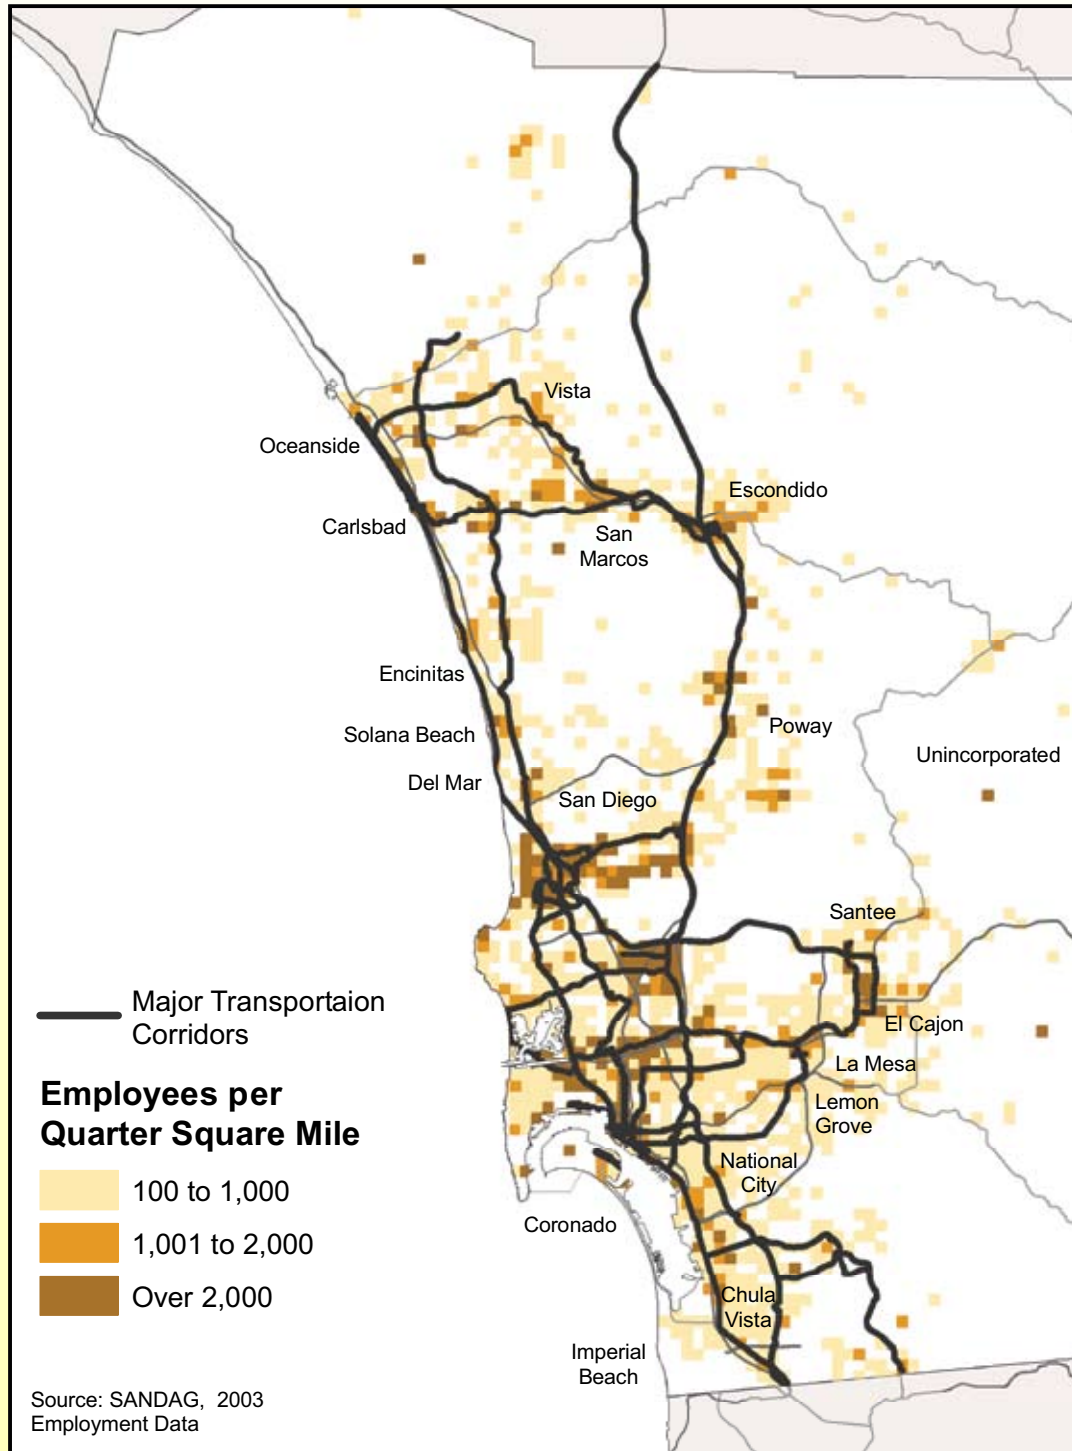 Vista
Oceanside
Escondido
Carlsbad
San
Marcos
Encinitas
Solana Beach
Poway
Unincorporated
Del Mar
San Diego
Santee
El Cajon
La Mesa
Lemon
Grove
National
City
Coronado
Chula
Vista
Imperial
Beach
Major Transportaion
Corridors
Employees per
Quarter Square Mile
100 to 1,000
1,001 to 2,000
Over 2,000
Source: SANDAG, 2003
Employment Data